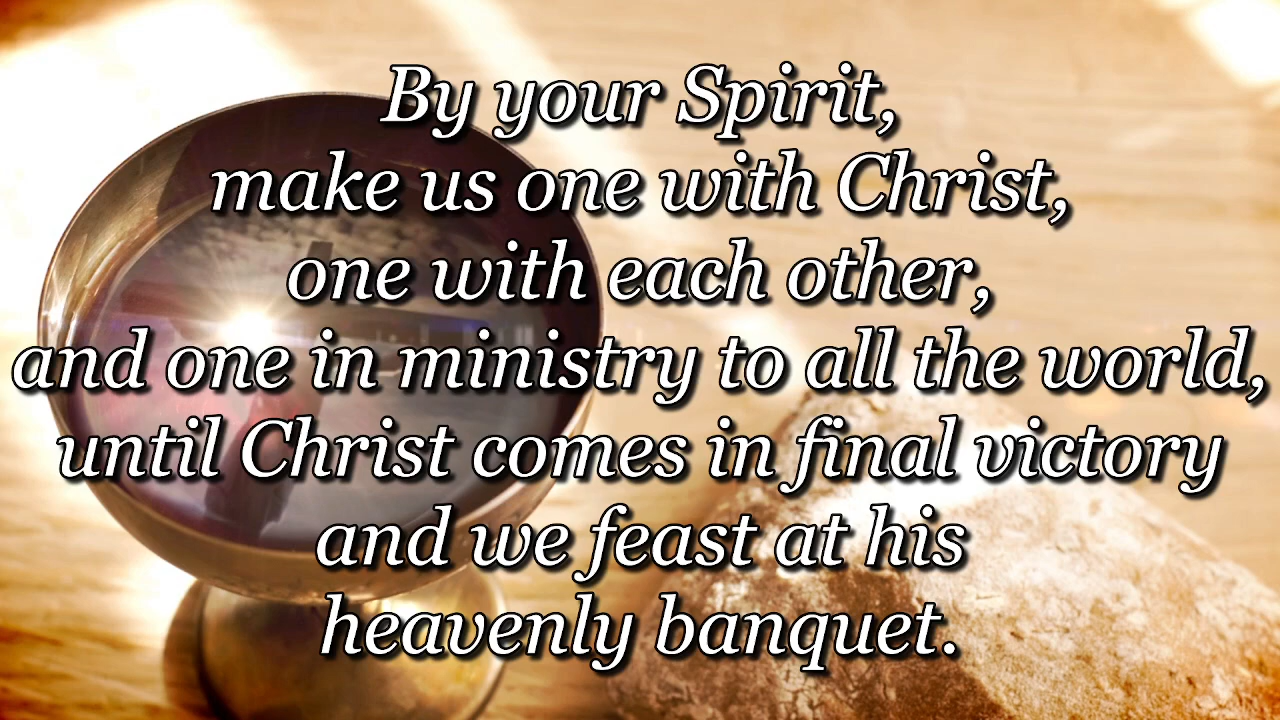 By your Spirit,
make us one with Christ,
one with each other,
and one in ministry to all the world,
until Christ comes in final victory
and we feast at his
heavenly banquet.